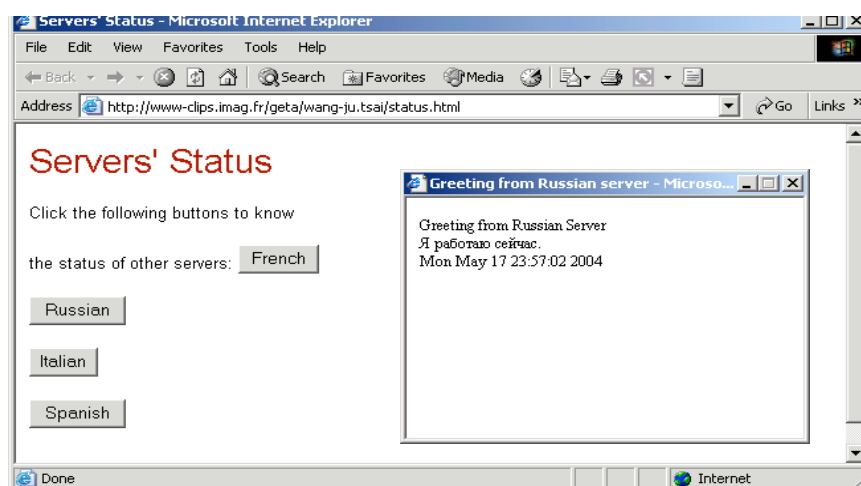 Servers' Status - Microsoft Internet Explorer
File Edit View Favorites Tools Help
Back Search Favorites Media
Address http://www-clips.imag.fr/geta/wang-ju.tsai/status.html Go Links »
Servers' Status
Click the following buttons to know
the status of other servers: French
Russian
Italian
Spanish
Greeting from Russian server - Microso...
Greeting from Russian Server
Я работаю сейчас.
Mon May 17 23:57:02 2004
Done Internet